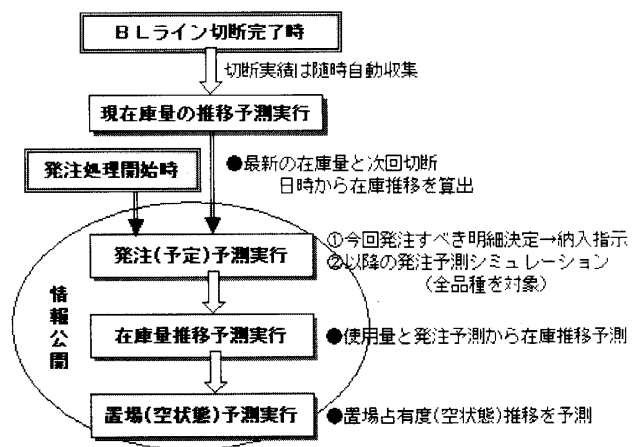 BLライン切断完了時
切断実績は随時自動収集
現在庫量の推移予測実行
発注処理開始時
●最新の在庫量と次回切断
日時から在庫推移を算出
発注(予定)予測実行
①今回発注すべき明細決定→納入指示
②以降の発注予測シミュレーション
(全品種を対象)
情報公開
在庫量推移予測実行
●使用量と発注予測から在庫推移予測
置場(空状態)予測実行
●置場占有度(空状態)推移を予測